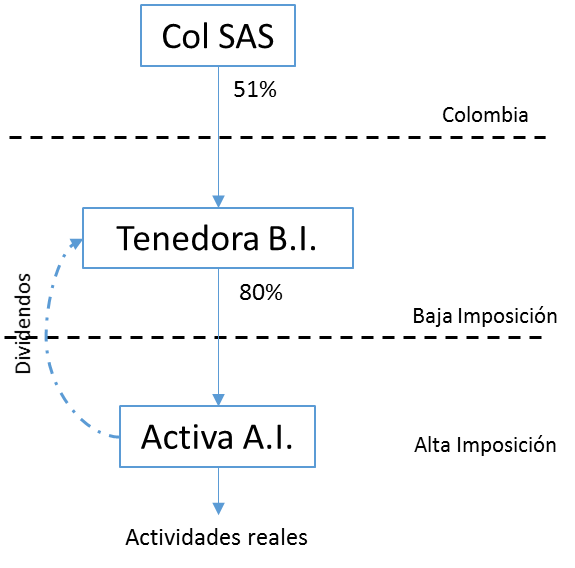 Col SAS
51%
Colombia
Tenedora B.I.
80%
Dividendos
Baja Imposición
Activa A.I.
Alta Imposición
Actividades reales